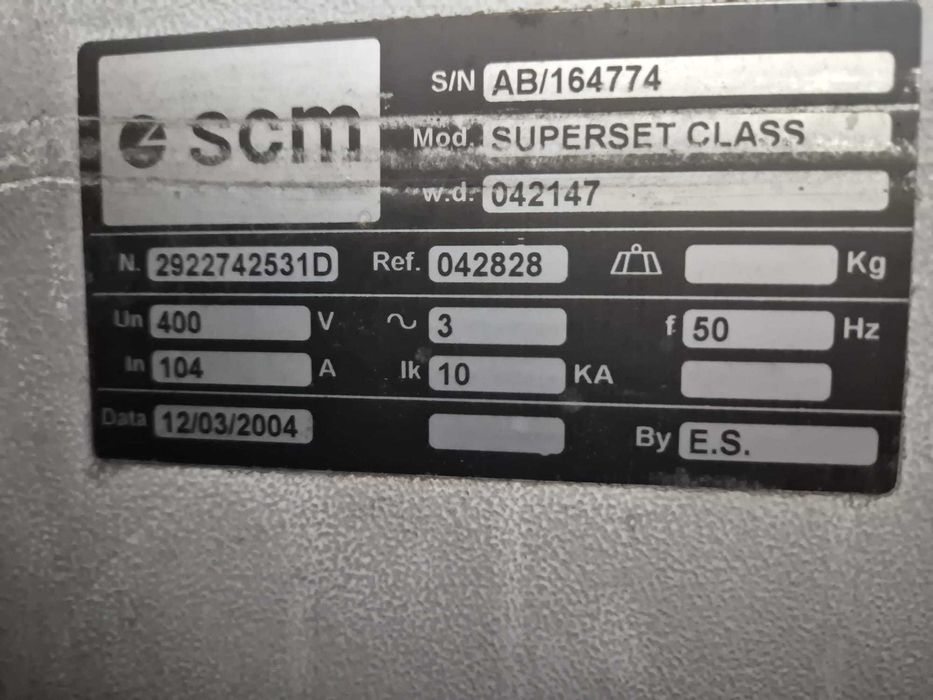 scm
S/N AB/164774
Mod. SUPERSET CLASS
w.d. 042147
N. 2922742531D Ref. 042828 Kg
Un 400 V ~ 3 f 50 Hz
In 104 A Ik 10 KA
Data 12/03/2004 By E.S.